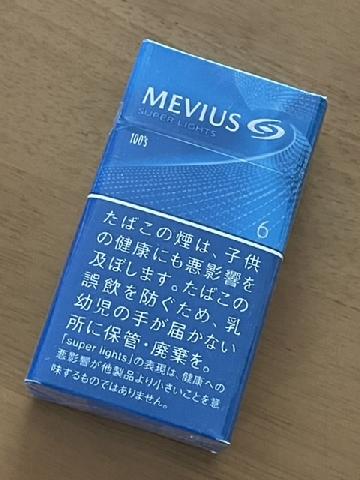 MEVIUS
SUPER LIGHTS
100's
6
たばこの煙は、子供
の健康にも悪影響を
及ぼします。たばこの
誤飲を防ぐため、乳
幼児の手が届かない
所に保管・廃棄を。
「super lights」の表現は、健康への
悪影響が他製品より小さいことを意
味するものではありません。